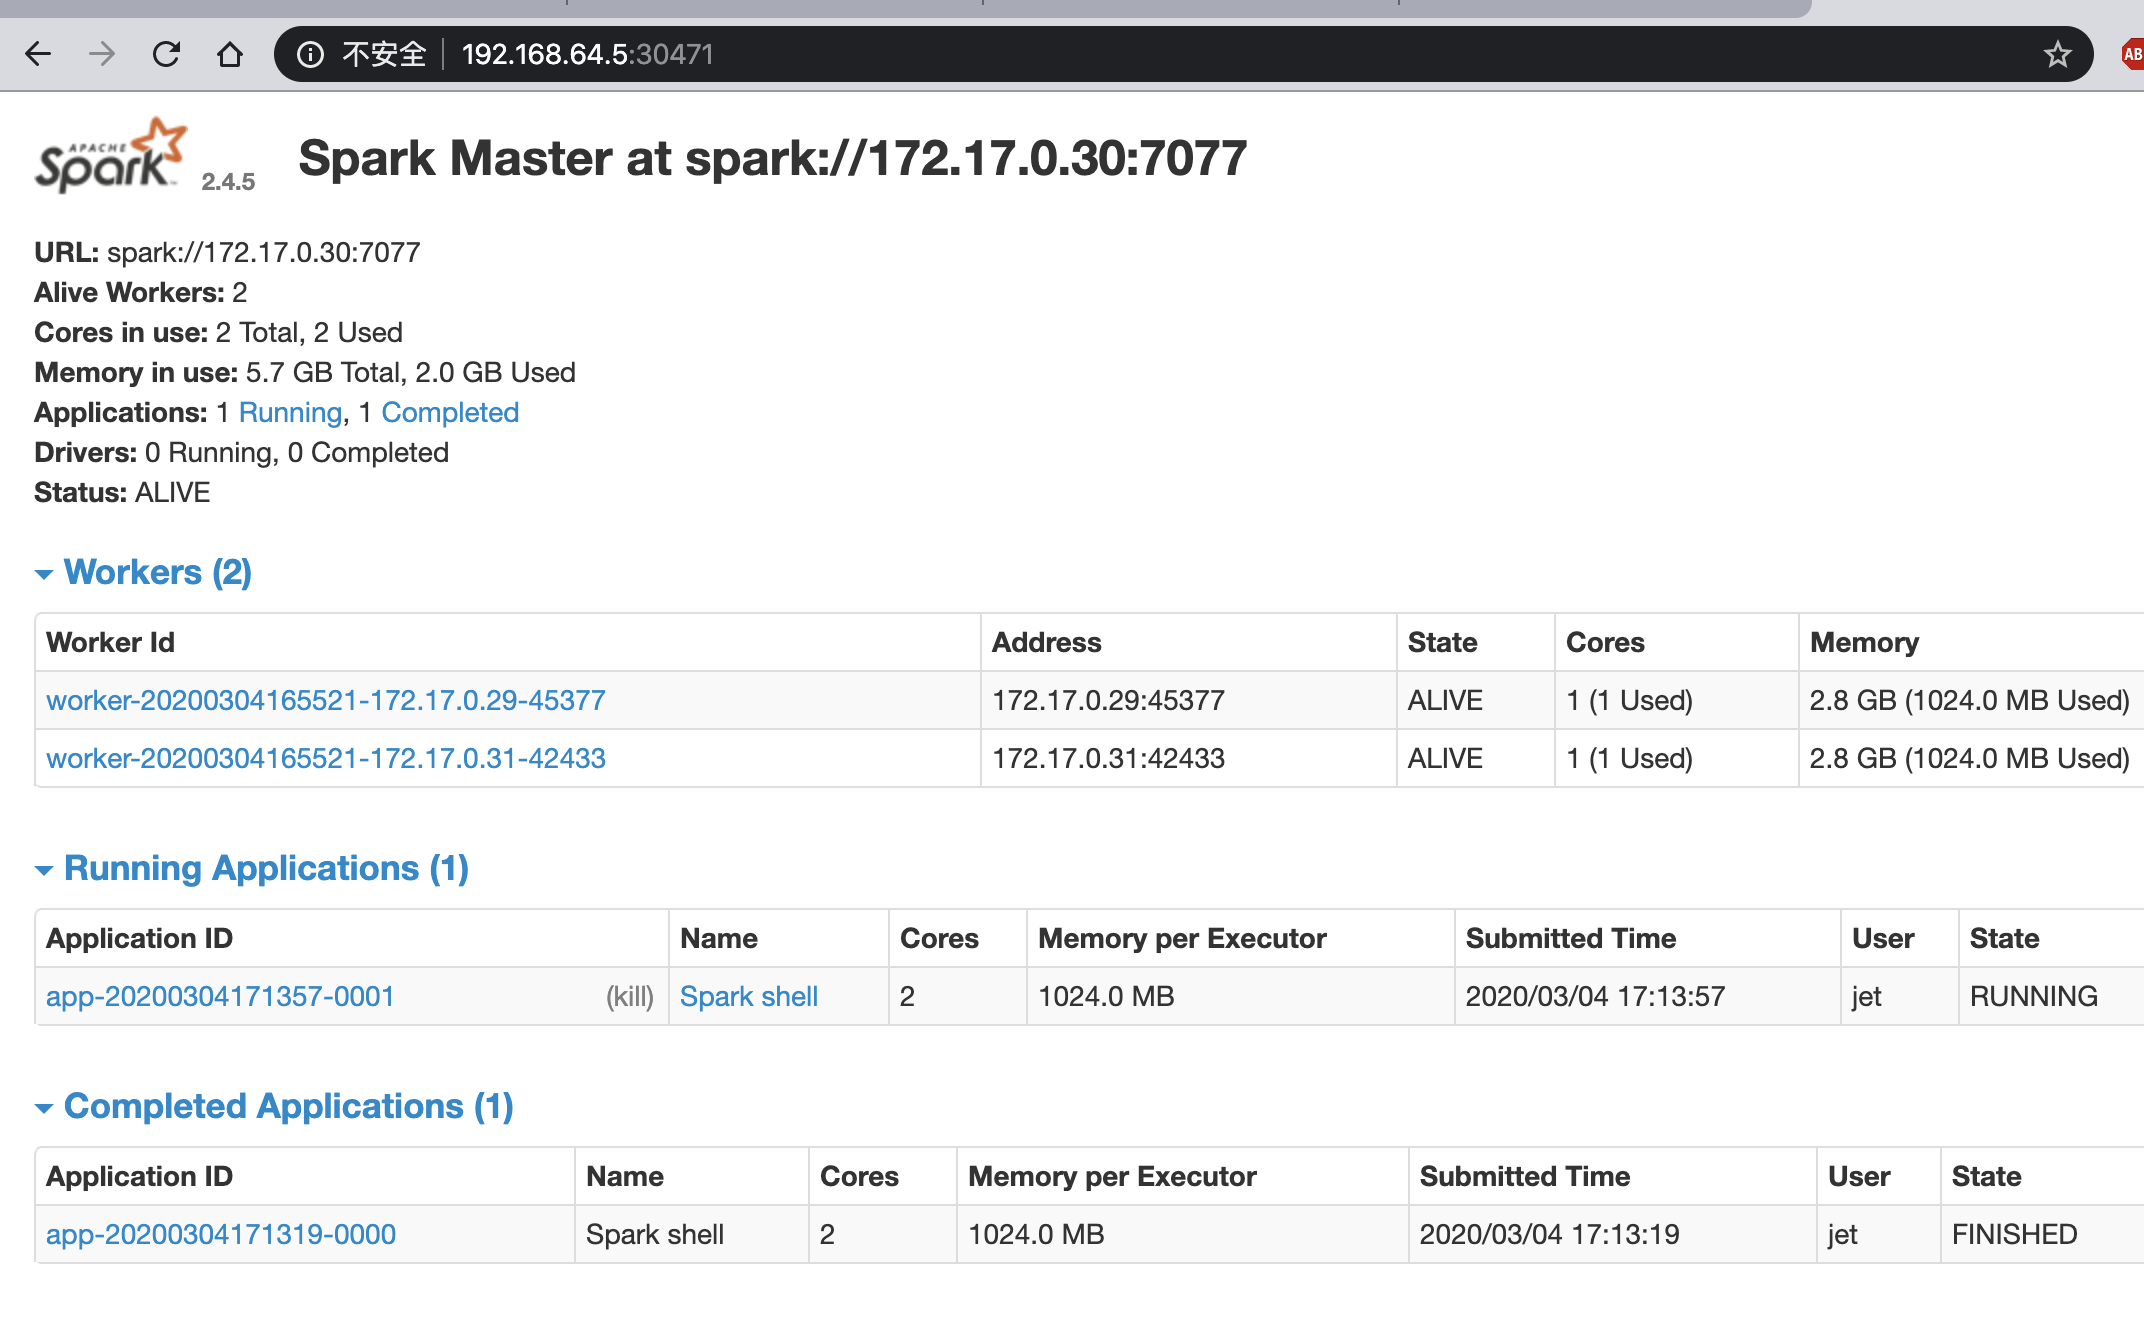 不安全 192.168.64.5:30471
AB
APACHE
Spark™ 2.4.5 Spark Master at spark://172.17.0.30:7077
URL: spark://172.17.0.30:7077
Alive Workers: 2
Cores in use: 2 Total, 2 Used
Memory in use: 5.7 GB Total, 2.0 GB Used
Applications: 1 Running, 1 Completed
Drivers: 0 Running, 0 Completed
Status: ALIVE
Workers (2)
Worker Id Address State Cores Memory
worker-20200304165521-172.17.0.29-45377 172.17.0.29:45377 ALIVE 1 (1 Used) 2.8 GB (1024.0 MB Used)
worker-20200304165521-172.17.0.31-42433 172.17.0.31:42433 ALIVE 1 (1 Used) 2.8 GB (1024.0 MB Used)
Running Applications (1)
Application ID Name Cores Memory per Executor Submitted Time User State
app-20200304171357-0001 (kill) Spark shell 2 1024.0 MB 2020/03/04 17:13:57 jet RUNNING
Completed Applications (1)
Application ID Name Cores Memory per Executor Submitted Time User State
app-20200304171319-0000 Spark shell 2 1024.0 MB 2020/03/04 17:13:19 jet FINISHED